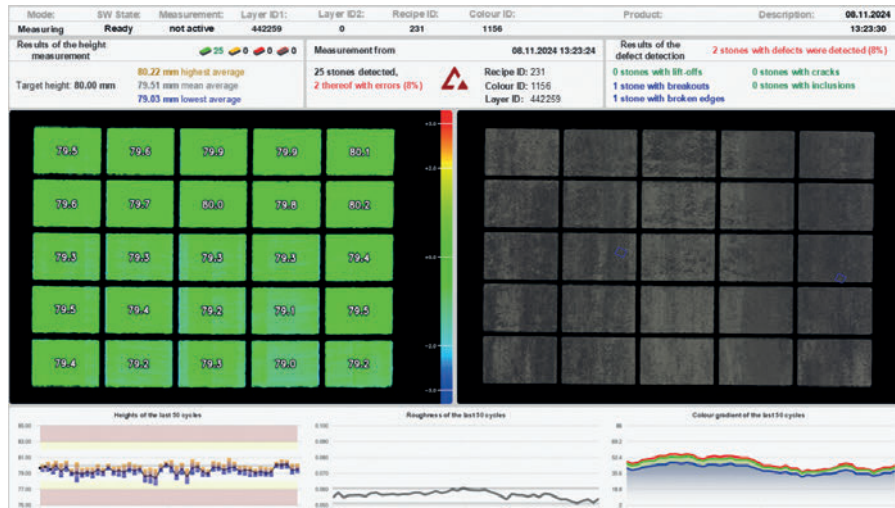 Mode: SW State: Measurement: Layer ID1: Layer ID2: Recipe ID: Colour ID: Product: Description: 08.11.2024
Measuring Ready not active 442259 0 231 1156 13:23:30
Results of the height measurement
25 0 0 0
Target height: 80.00 mm
80.22 mm highest average
79.51 mm mean average
79.03 mm lowest average
Measurement from 08.11.2024 13:23:24
25 stones detected,
2 thereof with errors (8%)
Recipe ID: 231
Colour ID: 1156
Layer ID: 442259
Results of the defect detection
2 stones with defects were detected (8%)
0 stones with lift-offs 0 stones with cracks
1 stone with breakouts 0 stones with inclusions
1 stone with broken edges
79.5 79.6 79.9 79.9 80.1
79.6 79.7 80.0 79.8 80.2
79.3 79.3 79.3 79.3 79.4
79.5 79.4 79.2 79.1 79.5
79.4 79.2 79.3 79.0 79.2
Heights of the last 50 cycles
Roughness of the last 50 cycles
Colour gradient of the last 50 cycles